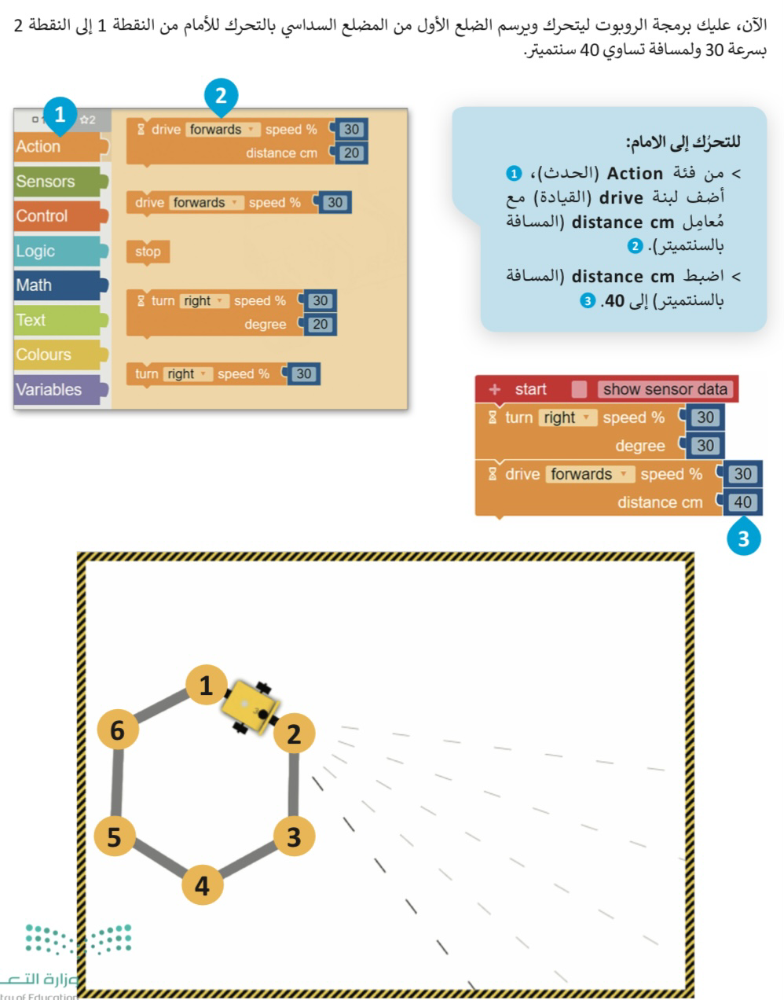 الآن، عليك برمجة الروبوت ليتحرك ويرسم الضلع الأول من المضلع السداسي بالتحرك للأمام من النقطة 1 إلى النقطة 2
بسرعة 30 ولمسافة تساوي 40 سنتميتر.
للتحرُك إلى الامام:
< من فئة Action (الحدث)، 1
أضف لبنة drive (القيادة) مع
مُعامِل distance cm (المسافة
بالسنتميتر). 2
< اضبط distance cm (المسافة
بالسنتميتر) إلى 40. 3
1
2
☆2
Action
Sensors
Control
Logic
Math
Text
Colours
Variables
drive forwards speed % 30
distance cm 20
drive forwards speed % 30
stop
turn right speed % 30
degree 20
turn right speed % 30
+ start show sensor data
turn right speed % 30
degree 30
drive forwards speed % 30
distance cm 40
3
1
2
3
4
5
6
وزارة التعـ
try of Education